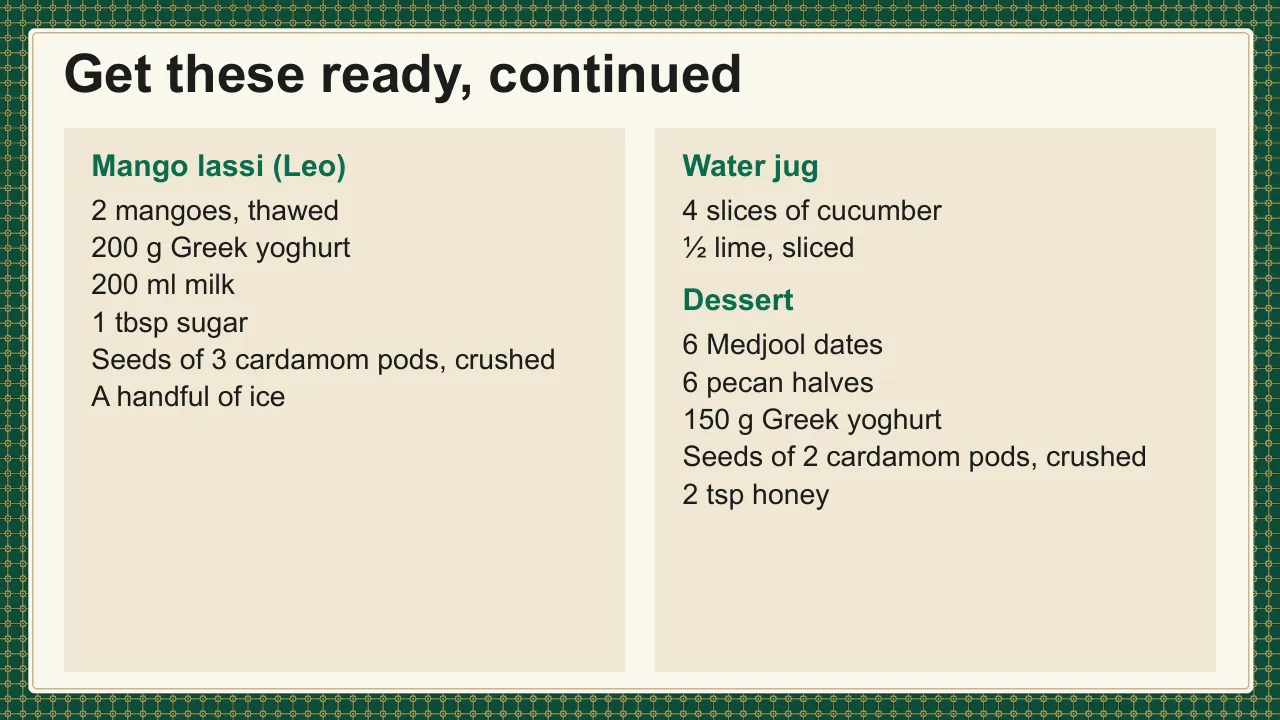 Get these ready, continued
Mango lassi (Leo)
2 mangoes, thawed
200 g Greek yoghurt
200 ml milk
1 tbsp sugar
Seeds of 3 cardamom pods, crushed
A handful of ice
Water jug
4 slices of cucumber
½ lime, sliced
Dessert
6 Medjool dates
6 pecan halves
150 g Greek yoghurt
Seeds of 2 cardamom pods, crushed
2 tsp honey